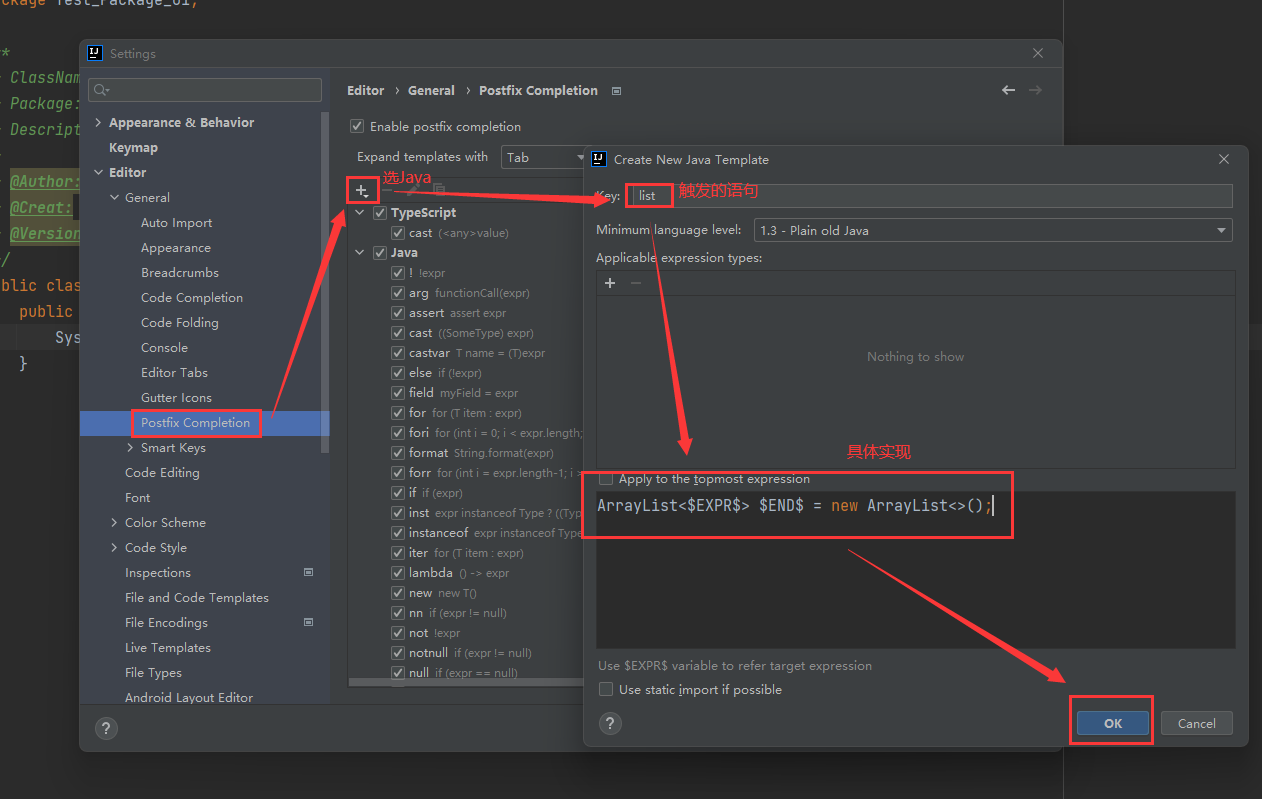 ckage Test_Package_01;
*
ClassNam
Package:
Descript
@Author:
@Creat:
@Version
*/
blic clas
public
Sys
}
Settings
Appearance & Behavior
Keymap
Editor
General
Auto Import
Appearance
Breadcrumbs
Code Completion
Code Folding
Console
Editor Tabs
Gutter Icons
Postfix Completion
Smart Keys
Code Editing
Font
Color Scheme
Code Style
Inspections
File and Code Templates
File Encodings
Live Templates
File Types
Android Layout Editor
?
Editor › General › Postfix Completion
Enable postfix completion
Expand templates with Tab
选Java
TypeScript
cast (<any>value)
Java
! !expr
arg functionCall(expr)
assert assert expr
cast ((SomeType) expr)
castvar T name = (T)expr
else if (!expr)
field myField = expr
for for (T item : expr)
fori for (int i = 0; i < expr.length;
format String.format(expr)
forr for (int i = expr.length-1; i >
if if (expr)
inst expr instanceof Type ? ((Typ
instanceof expr instanceof Type
iter for (T item : expr)
lambda () -> expr
new new T()
nn if (expr != null)
not !expr
notnull if (expr != null)
null if (expr == null)
Create New Java Template
Key: list 触发的语句
Minimum language level: 1.3 - Plain old Java
Applicable expression types:
Nothing to show
具体实现
Apply to the topmost expression
ArrayList<$EXPR$> $END$ = new ArrayList<>();
Use $EXPR$ variable to refer target expression
Use static import if possible
?
OK
Cancel